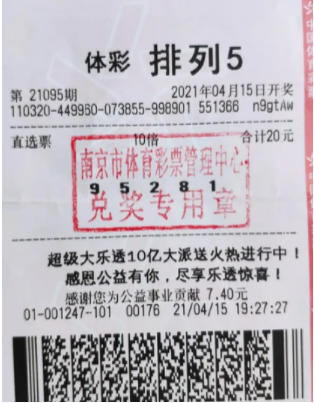 体彩 排列5
第 21095期 2021年04月15日开奖
110320-449960-073855-998901 551366 n9gtAw
直选票 10倍 合计20元
南京市体育彩票管理中心
9 5 2 8 1
兑奖专用章
超级大乐透10亿大派送火热进行中！
感恩公益有你，尽享乐透惊喜！
感谢您为公益事业贡献 7.40元
01-001247-101 00176 21/04/15 19:27:27